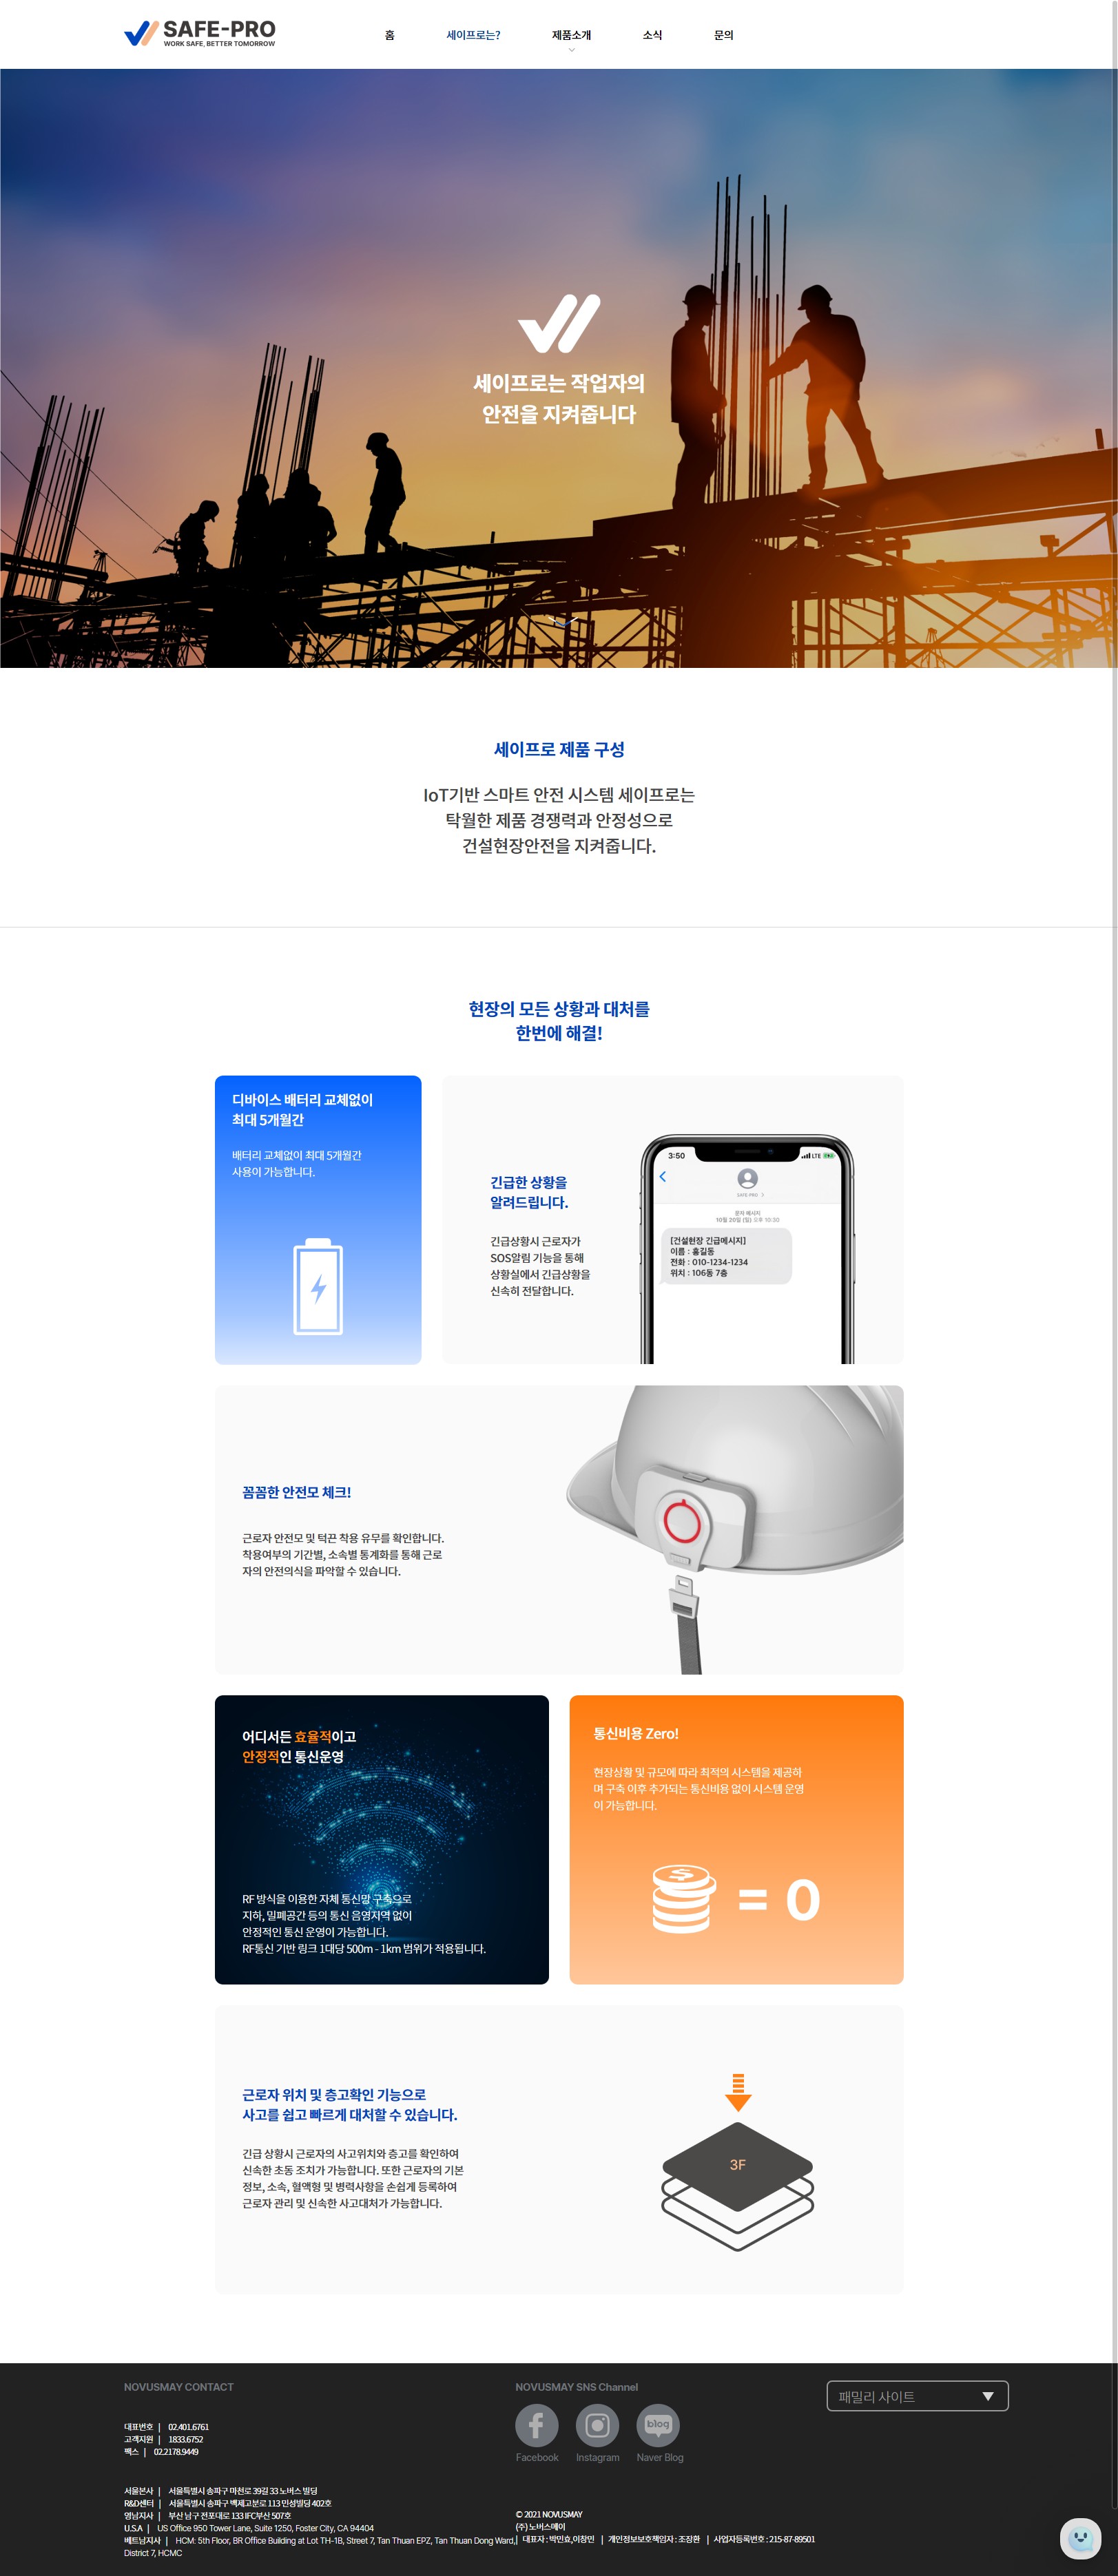 SAFE-PRO
WORK SAFE, BETTER TOMORROW
홈
세이프로는?
제품소개
소식
문의
세이프로는 작업자의
안전을 지켜줍니다
세이프로 제품 구성
IoT기반 스마트 안전 시스템 세이프로는
탁월한 제품 경쟁력과 안정성으로
건설현장안전을 지켜줍니다.
현장의 모든 상황과 대처를
한번에 해결!
디바이스 배터리 교체없이
최대 5개월간
배터리 교체없이 최대 5개월간
사용이 가능합니다.
긴급한 상황을
알려드립니다.
긴급상황시 근로자가
SOS알림 기능을 통해
상황실에서 긴급상황을
신속히 전달합니다.
3:50
LTE
SAFE-PRO
문자 메시지
10월 20일 (일) 오후 10:30
[건설현장 긴급메시지]
이름 : 홍길동
전화 : 010-1234-1234
위치 : 106동 7층
꼼꼼한 안전모 체크!
근로자 안전모 및 턱끈 착용 유무를 확인합니다.
착용여부의 기간별, 소속별 통계화를 통해 근로
자의 안전의식을 파악할 수 있습니다.
어디서든 효율적이고
안정적인 통신운영
RF 방식을 이용한 자체 통신망 구축으로
지하, 밀폐공간 등의 통신 음영지역 없이
안정적인 통신 운영이 가능합니다.
RF통신 기반 링크 1대당 500m - 1km 범위가 적용됩니다.
통신비용 Zero!
현장상황 및 규모에 따라 최적의 시스템을 제공하
며 구축 이후 추가되는 통신비용 없이 시스템 운영
이 가능합니다.
$ = 0
근로자 위치 및 층고확인 기능으로
사고를 쉽고 빠르게 대처할 수 있습니다.
긴급 상황시 근로자의 사고위치와 층고를 확인하여
신속한 초동 조치가 가능합니다. 또한 근로자의 기본
정보, 소속, 혈액형 및 병력사항을 손쉽게 등록하여
근로자 관리 및 신속한 사고대처가 가능합니다.
3F
NOVUSMAY CONTACT
대표번호 | 02.401.6761
고객지원 | 1833.6752
팩스 | 02.2178.9449
서울본사 | 서울특별시 송파구 마천로 39길 33 노버스 빌딩
R&D센터 | 서울특별시 송파구 백제고분로 113 민성빌딩 402호
영남지사 | 부산 남구 전포대로 133 IFC부산 507호
U.S.A | US Office 950 Tower Lane, Suite 1250, Foster City, CA 94404
베트남지사 | HCM: 5th Floor, BR Office Building at Lot TH-1B, Street 7, Tan Thuan EPZ, Tan Thuan Dong Ward,
District 7, HCMC
NOVUSMAY SNS Channel
blog
Facebook
Instagram
Naver Blog
© 2021 NOVUSMAY
(주) 노버스메이
| 대표자 : 박민효,이창민 | 개인정보보호책임자 : 조장환 | 사업자등록번호 : 215-87-89501
패밀리 사이트